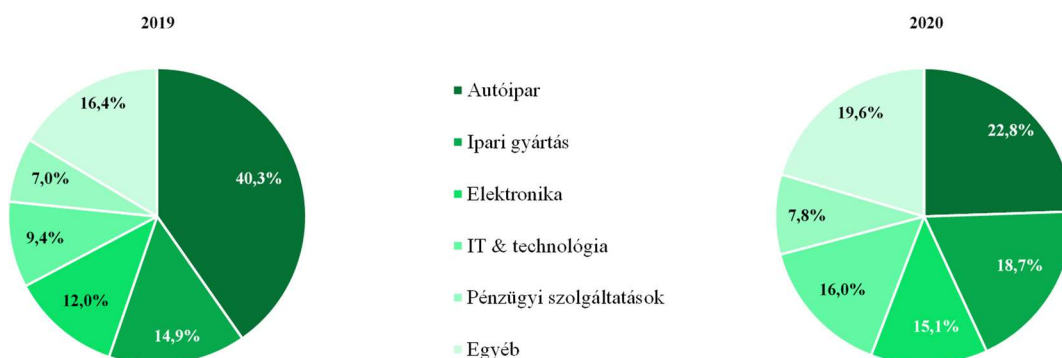 2019
16,4%
40,3%
7,0%
9,4%
12,0%
14,9%
Autóipar
Ipari gyártás
Elektronika
IT & technológia
Pénzügyi szolgáltatások
Egyéb
2020
19,6%
22,8%
7,8%
18,7%
16,0%
15,1%